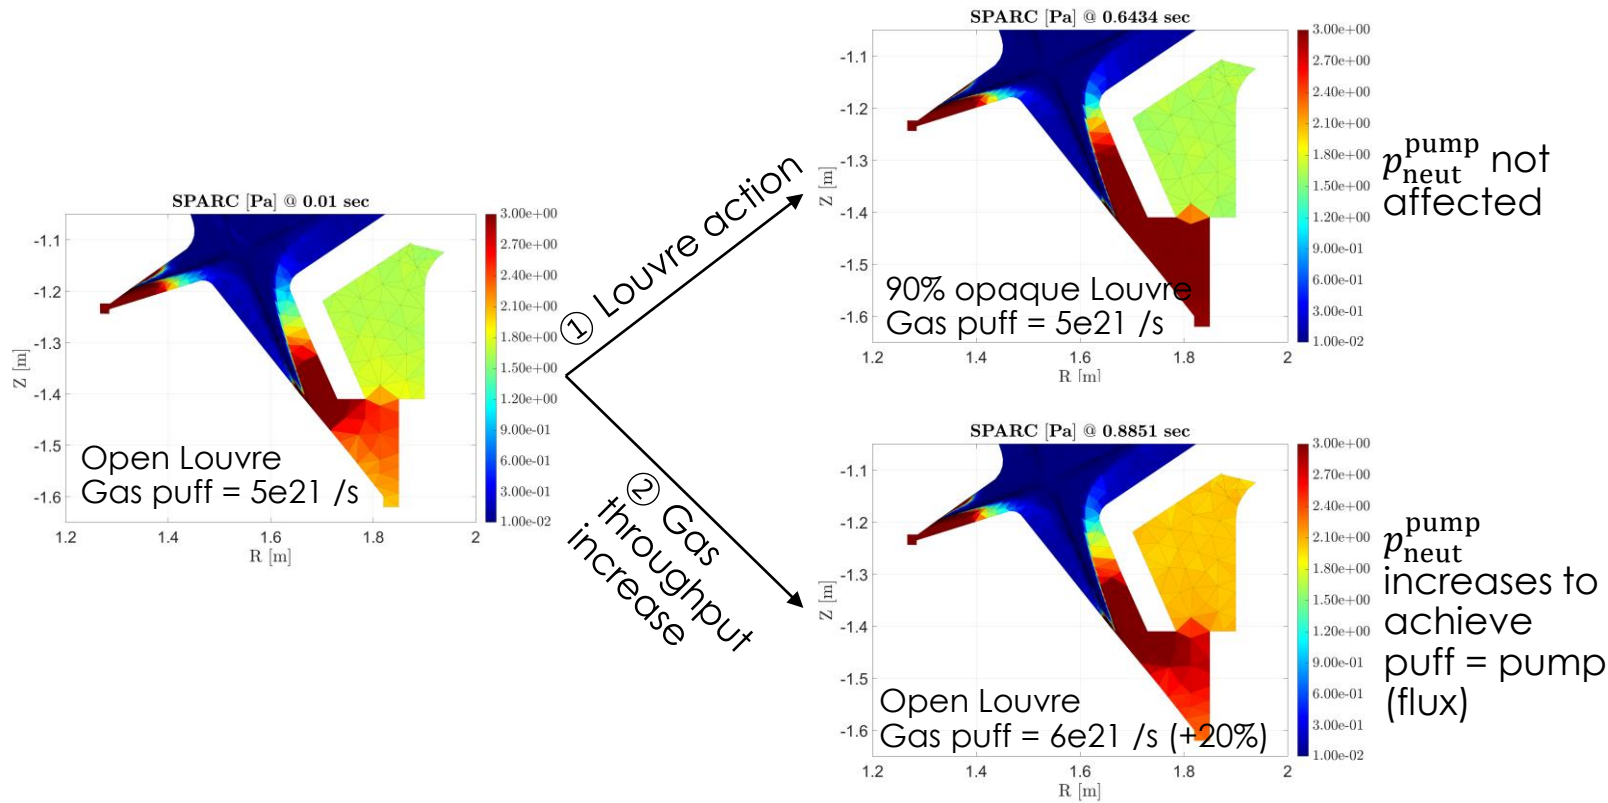 SPARC [Pa] @ 0.01 sec
3.00e+00
2.70e+00
2.40e+00
2.10e+00
1.80e+00
1.50e+00
1.20e+00
9.00e-01
6.00e-01
3.00e-01
1.00e-02
-1.1
-1.2
-1.3
-1.4
-1.5
-1.6
Z [m]
1.2 1.4 1.6 1.8 2
R [m]
Open Louvre
Gas puff = 5e21 /s
① Louvre action
② Gas
throughput
increase
SPARC [Pa] @ 0.6434 sec
3.00e+00
2.70e+00
2.40e+00
2.10e+00
1.80e+00
1.50e+00
1.20e+00
9.00e-01
6.00e-01
3.00e-01
1.00e-02
-1.1
-1.2
-1.3
-1.4
-1.5
-1.6
Z [m]
1.2 1.4 1.6 1.8 2
R [m]
90% opaque Louvre
Gas puff = 5e21 /s
p_neut^pump not
affected
SPARC [Pa] @ 0.8851 sec
3.00e+00
2.70e+00
2.40e+00
2.10e+00
1.80e+00
1.50e+00
1.20e+00
9.00e-01
6.00e-01
3.00e-01
1.00e-02
-1.1
-1.2
-1.3
-1.4
-1.5
-1.6
Z [m]
1.2 1.4 1.6 1.8 2
R [m]
Open Louvre
Gas puff = 6e21 /s (+20%)
p_neut^pump
increases to
achieve
puff = pump
(flux)